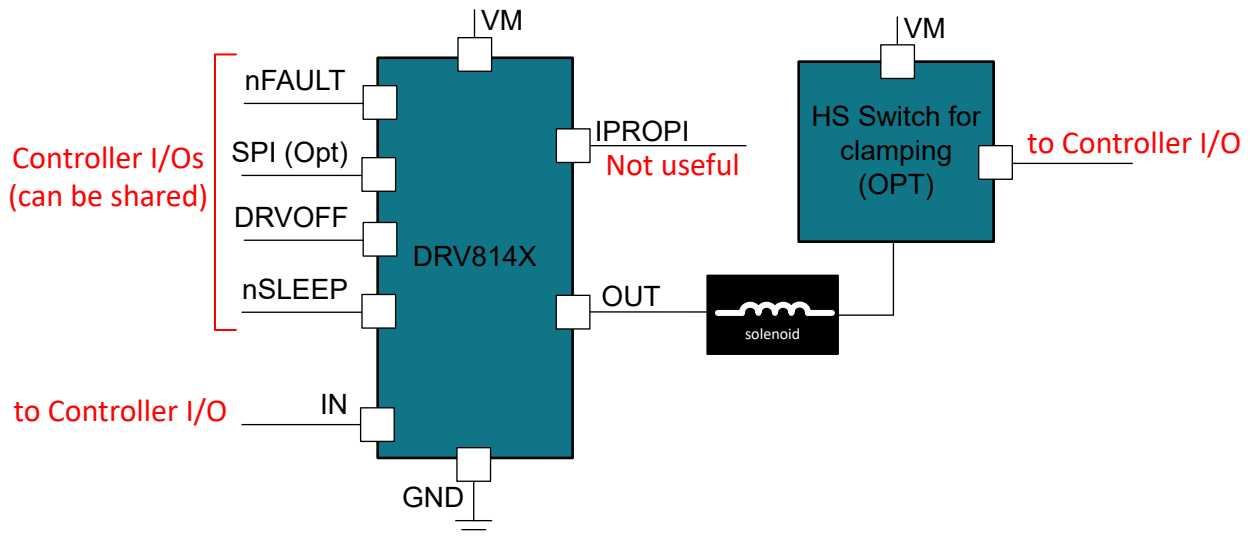 VM
nFAULT
SPI (Opt)
DRVOFF
nSLEEP
Controller I/Os
(can be shared)
IN
to Controller I/O
DRV814X
IPROPI
Not useful
OUT
GND
solenoid
VM
HS Switch for
clamping
(OPT)
to Controller I/O